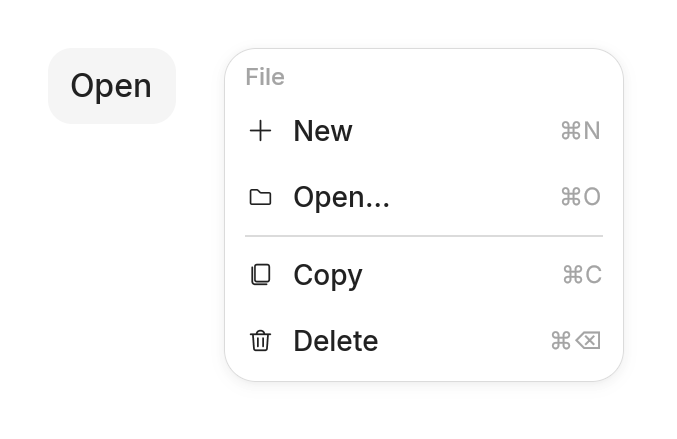 Open
File
New ⌘N
Open... ⌘O
Copy ⌘C
Delete ⌘⌫